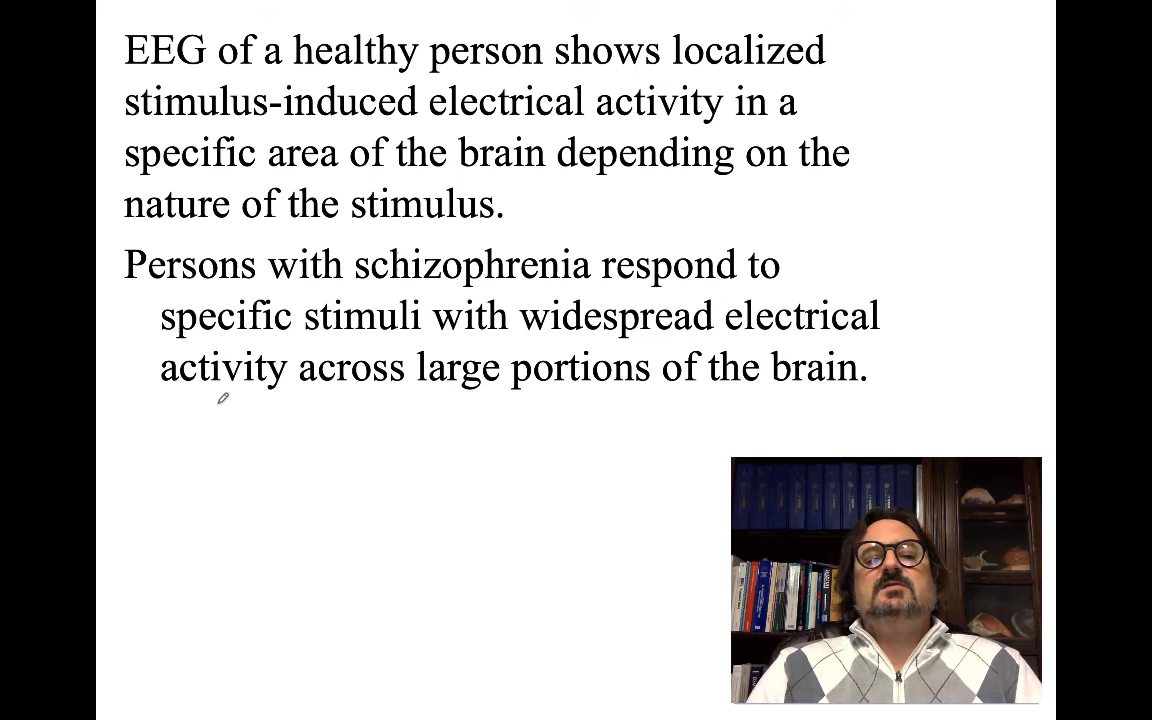 EEG of a healthy person shows localized
stimulus-induced electrical activity in a
specific area of the brain depending on the
nature of the stimulus.
Persons with schizophrenia respond to
specific stimuli with widespread electrical
activity across large portions of the brain.